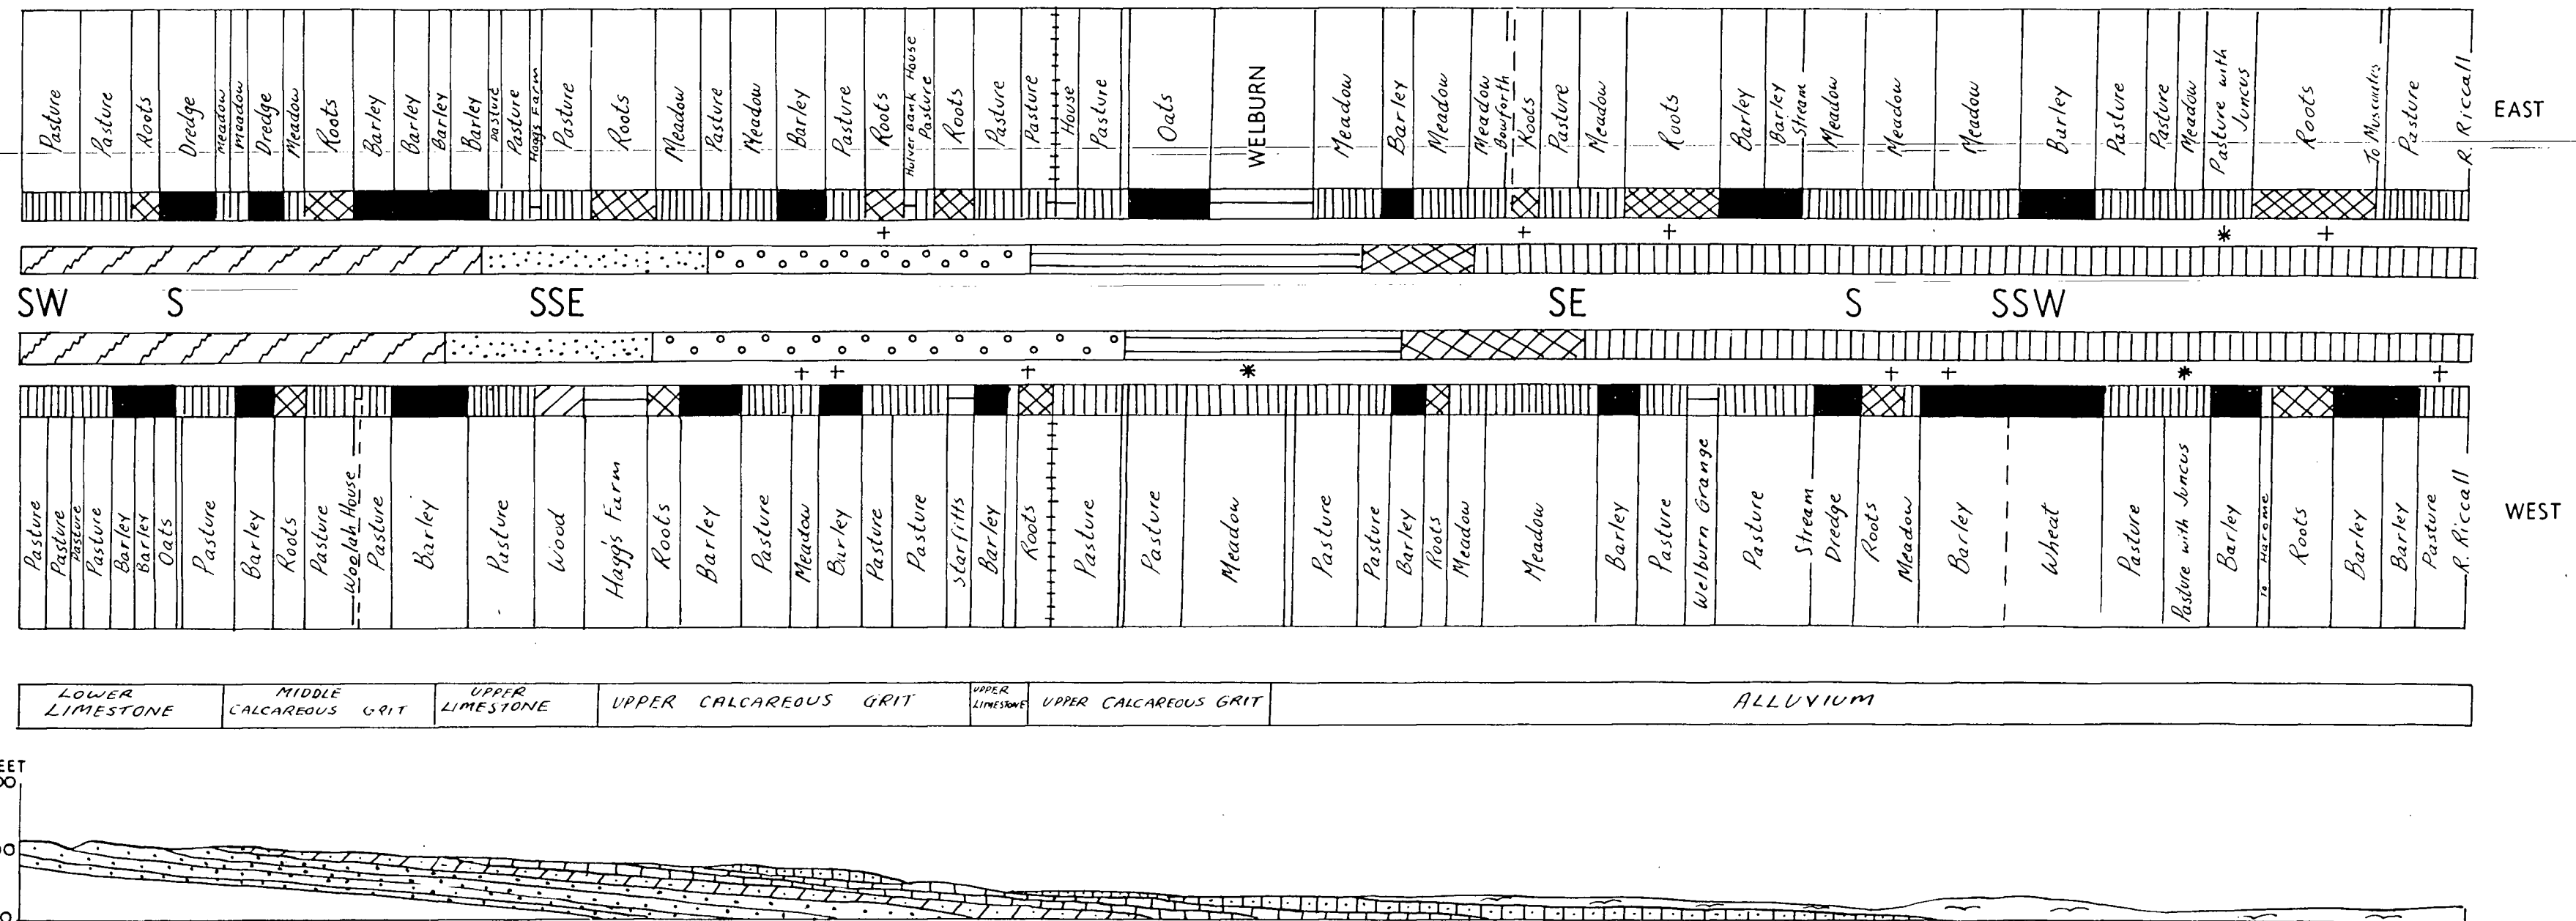 Pasture
Pasture
Roots
Dredge
Meadow
Meadow
Dredge
Meadow
Roots
Barley
Barley
Barley
Barley
Pasture
Pasture
Haggs Farm
Pasture
Roots
Meadow
Pasture
Meadow
Barley
Pasture
Roots
Hulverbank House
Pasture
Roots
Pasture
Pasture
House
Pasture
Oats
WELBURN
Meadow
Barley
Meadow
Meadow
Bowforth
Roots
Pasture
Meadow
Roots
Barley
Barley
Stream
Meadow
Meadow
Meadow
Barley
Pasture
Pasture
Meadow
Pasture with
Juncus
Roots
To Muscoates
Pasture
R. Riccall
EAST
+ + + * +
SW S SSE SE S SSW
+ + + * + + * +
Pasture
Pasture
Pasture
Pasture
Barley
Barley
Oats
Pasture
Barley
Roots
Pasture
Woolah House
Pasture
Barley
Pasture
Wood
Hagg's Farm
Roots
Barley
Pasture
Meadow
Barley
Pasture
Pasture
Starfitts
Barley
Roots
Pasture
Pasture
Meadow
Pasture
Pasture
Barley
Roots
Meadow
Meadow
Barley
Pasture
Welburn Grange
Pasture
Stream
Dredge
Roots
Meadow
Barley
Wheat
Pasture
Pasture with Juncus
Barley
To Harome
Roots
Barley
Barley
Pasture
R. Riccall
WEST
LOWER
LIMESTONE
MIDDLE
CALCAREOUS GRIT
UPPER
LIMESTONE
UPPER CALCAREOUS GRIT
UPPER
LIMESTONE
UPPER CALCAREOUS GRIT
ALLUVIUM